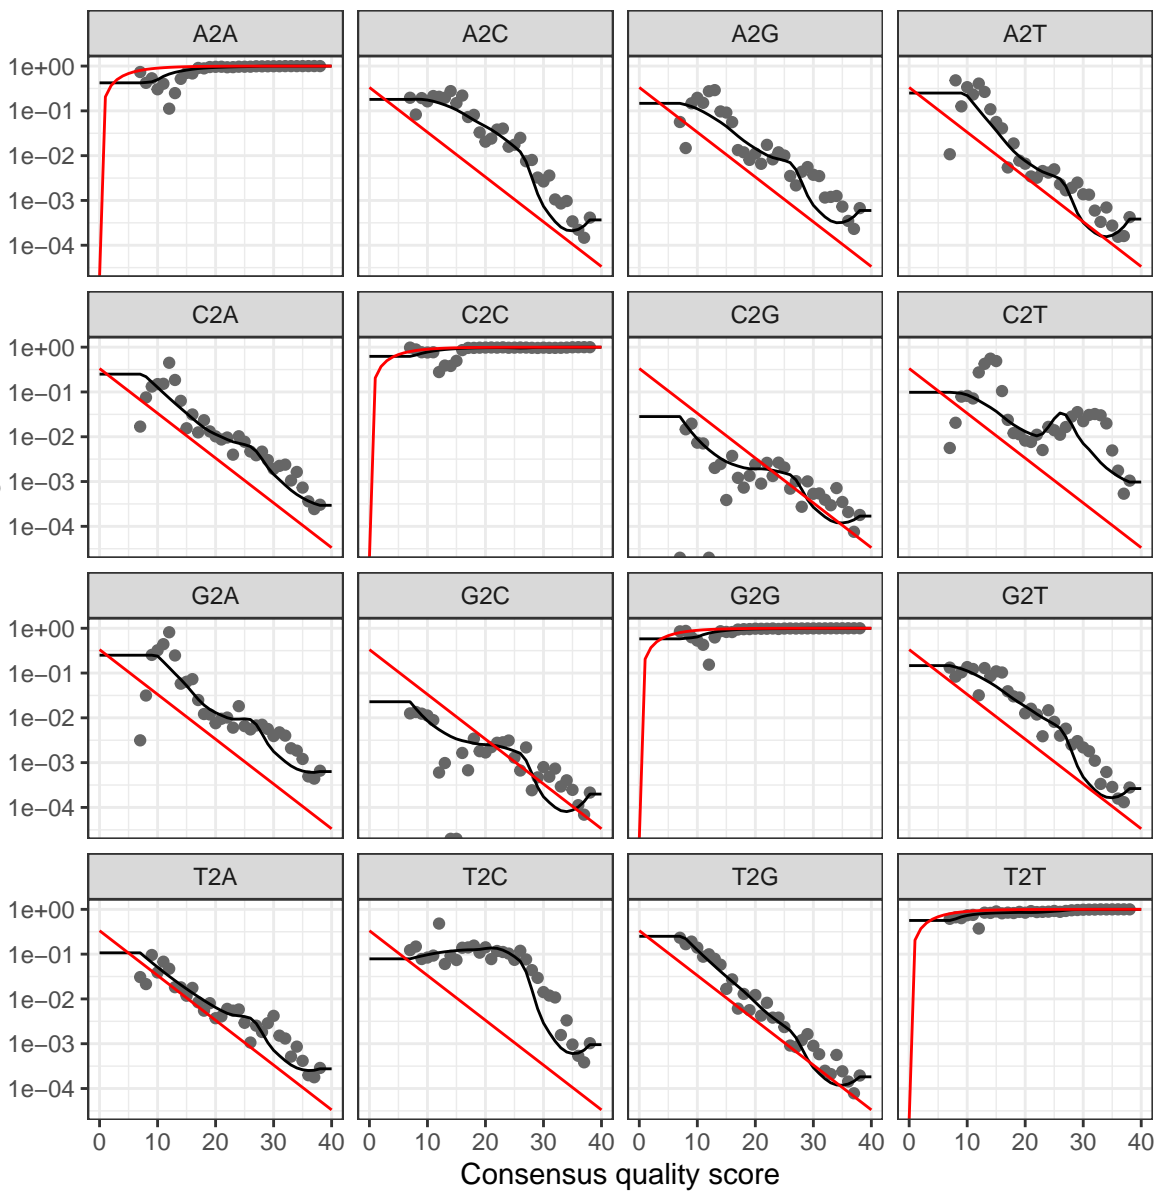 A2A A2C A2G A2T
1e+00
1e−01
1e−02
1e−03
1e−04
C2A C2C C2G C2T
1e+00
1e−01
1e−02
1e−03
1e−04
G2A G2C G2G G2T
1e+00
1e−01
1e−02
1e−03
1e−04
T2A T2C T2G T2T
1e+00
1e−01
1e−02
1e−03
1e−04
0 10 20 30 40 0 10 20 30 40 0 10 20 30 40 0 10 20 30 40
Consensus quality score